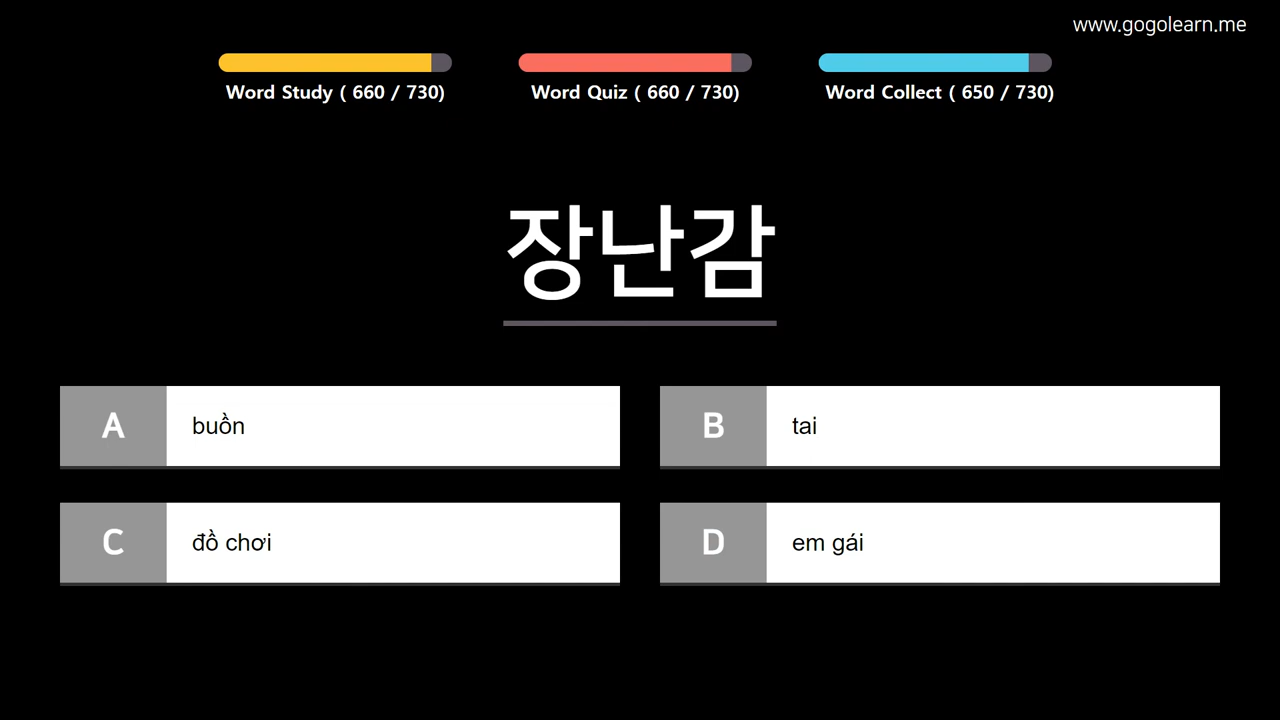 www.gogolearn.me
Word Study ( 660 / 730)
Word Quiz ( 660 / 730)
Word Collect ( 650 / 730)
장난감
A buồn
B tai
C đồ chơi
D em gái